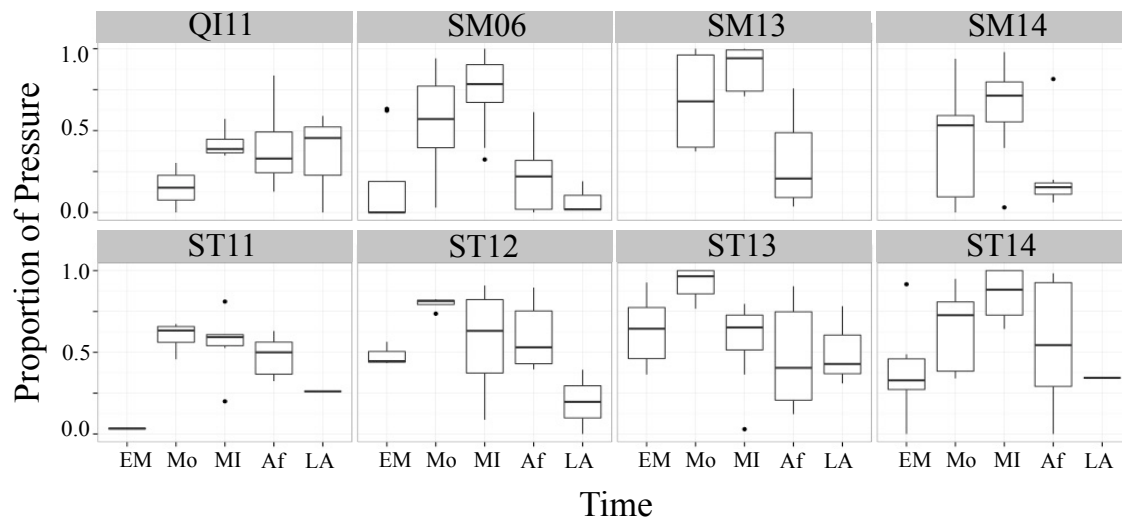 QI11 SM06 SM13 SM14
1.0
0.5
0.0
Proportion of Pressure
ST11 ST12 ST13 ST14
1.0
0.5
0.0
EM Mo MI Af LA EM Mo MI Af LA EM Mo MI Af LA EM Mo MI Af LA
Time